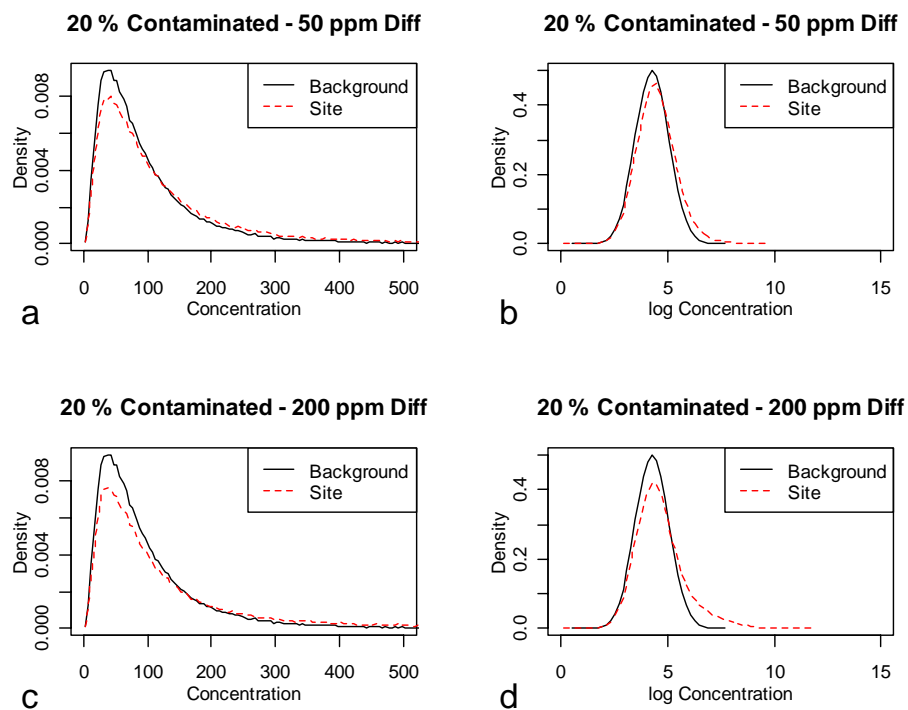 20 % Contaminated - 50 ppm Diff
Background
Site
Density
0.000 0.004 0.008
0 100 200 300 400 500
Concentration
a
20 % Contaminated - 50 ppm Diff
Background
Site
Density
0.0 0.2 0.4
0 5 10 15
log Concentration
b
20 % Contaminated - 200 ppm Diff
Background
Site
Density
0.000 0.004 0.008
0 100 200 300 400 500
Concentration
c
20 % Contaminated - 200 ppm Diff
Background
Site
Density
0.0 0.2 0.4
0 5 10 15
log Concentration
d